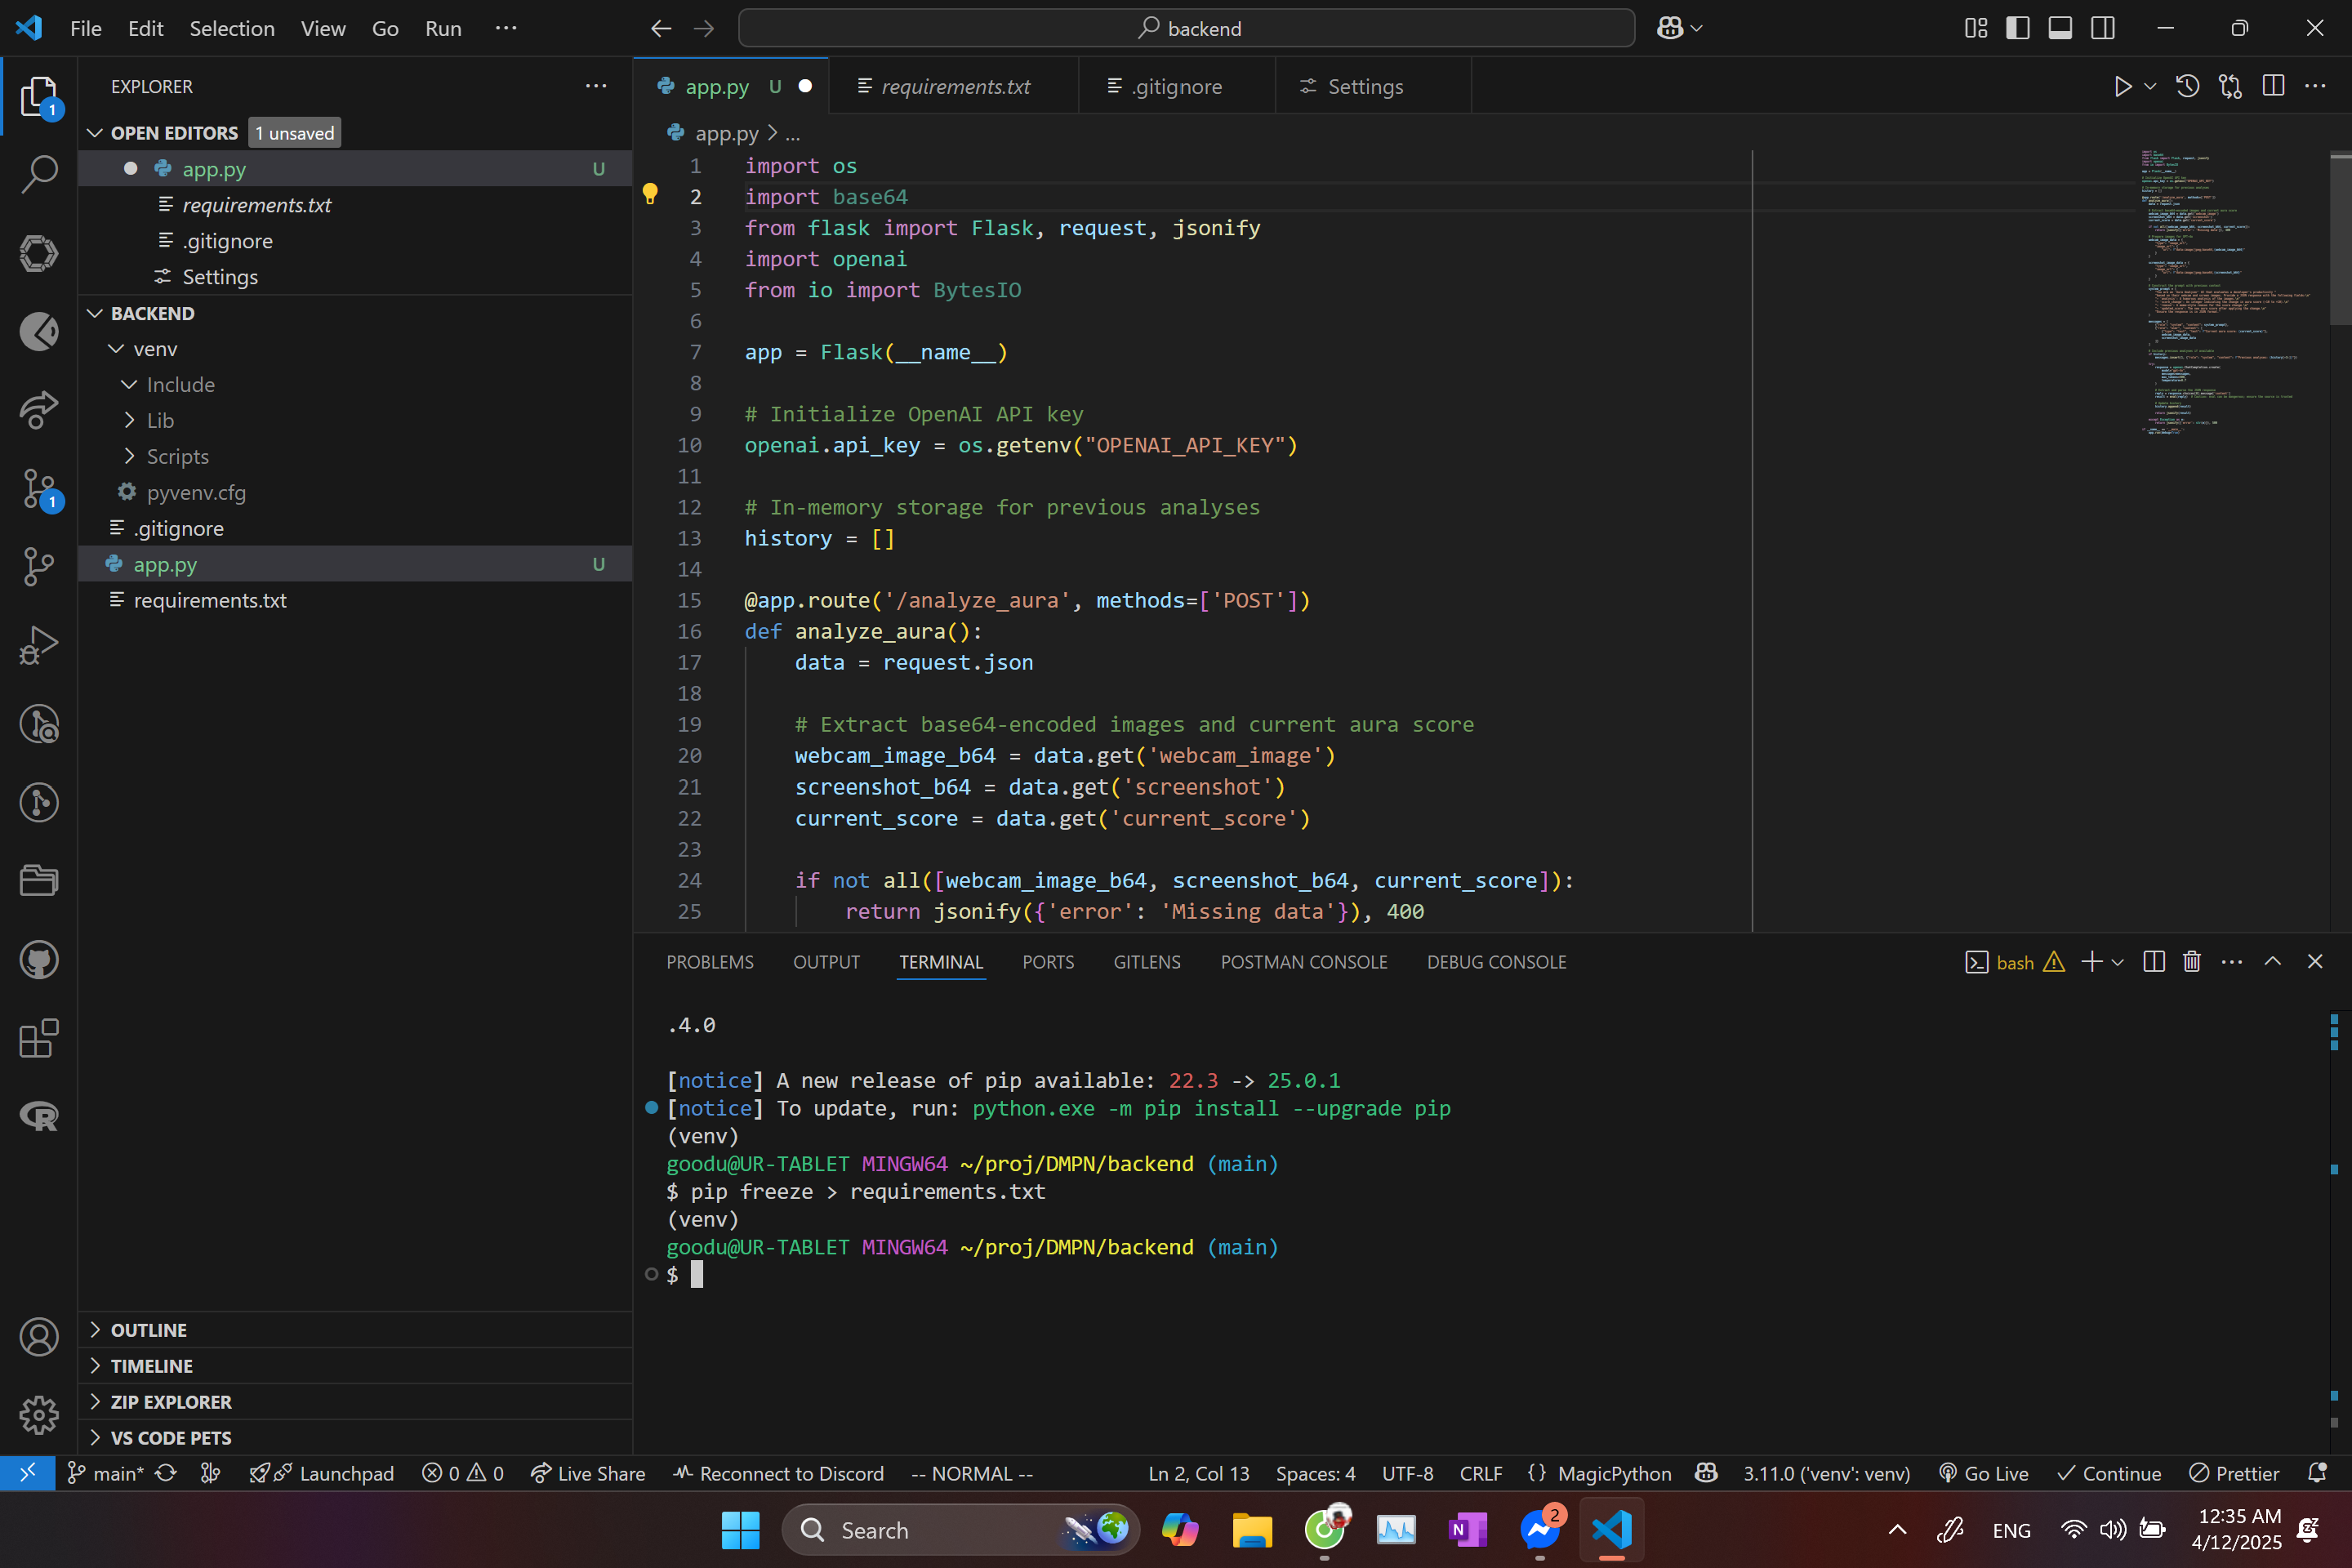 File Edit Selection View Go Run ...
backend
EXPLORER
OPEN EDITORS 1 unsaved
app.py U
requirements.txt
.gitignore
Settings
BACKEND
venv
Include
Lib
Scripts
pyvenv.cfg
.gitignore
app.py U
requirements.txt
OUTLINE
TIMELINE
ZIP EXPLORER
VS CODE PETS
1
1
app.py U requirements.txt .gitignore Settings
app.py > ...
1 import os
2 import base64
3 from flask import Flask, request, jsonify
4 import openai
5 from io import BytesIO
6
7 app = Flask(__name__)
8
9 # Initialize OpenAI API key
10 openai.api_key = os.getenv("OPENAI_API_KEY")
11
12 # In-memory storage for previous analyses
13 history = []
14
15 @app.route('/analyze_aura', methods=['POST'])
16 def analyze_aura():
17 data = request.json
18
19 # Extract base64-encoded images and current aura score
20 webcam_image_b64 = data.get('webcam_image')
21 screenshot_b64 = data.get('screenshot')
22 current_score = data.get('current_score')
23
24 if not all([webcam_image_b64, screenshot_b64, current_score]):
25 return jsonify({'error': 'Missing data'}), 400
PROBLEMS OUTPUT TERMINAL PORTS GITLENS POSTMAN CONSOLE DEBUG CONSOLE
bash
.4.0
[notice] A new release of pip available: 22.3 -> 25.0.1
[notice] To update, run: python.exe -m pip install --upgrade pip
(venv)
goodu@UR-TABLET MINGW64 ~/proj/DMPN/backend (main)
$ pip freeze > requirements.txt
(venv)
goodu@UR-TABLET MINGW64 ~/proj/DMPN/backend (main)
$
main* Launchpad 0 0 Live Share Reconnect to Discord -- NORMAL -- Ln 2, Col 13 Spaces: 4 UTF-8 CRLF {} MagicPython 3.11.0 ('venv': venv) Go Live Continue Prettier
Search
2
ENG
12:35 AM
4/12/2025